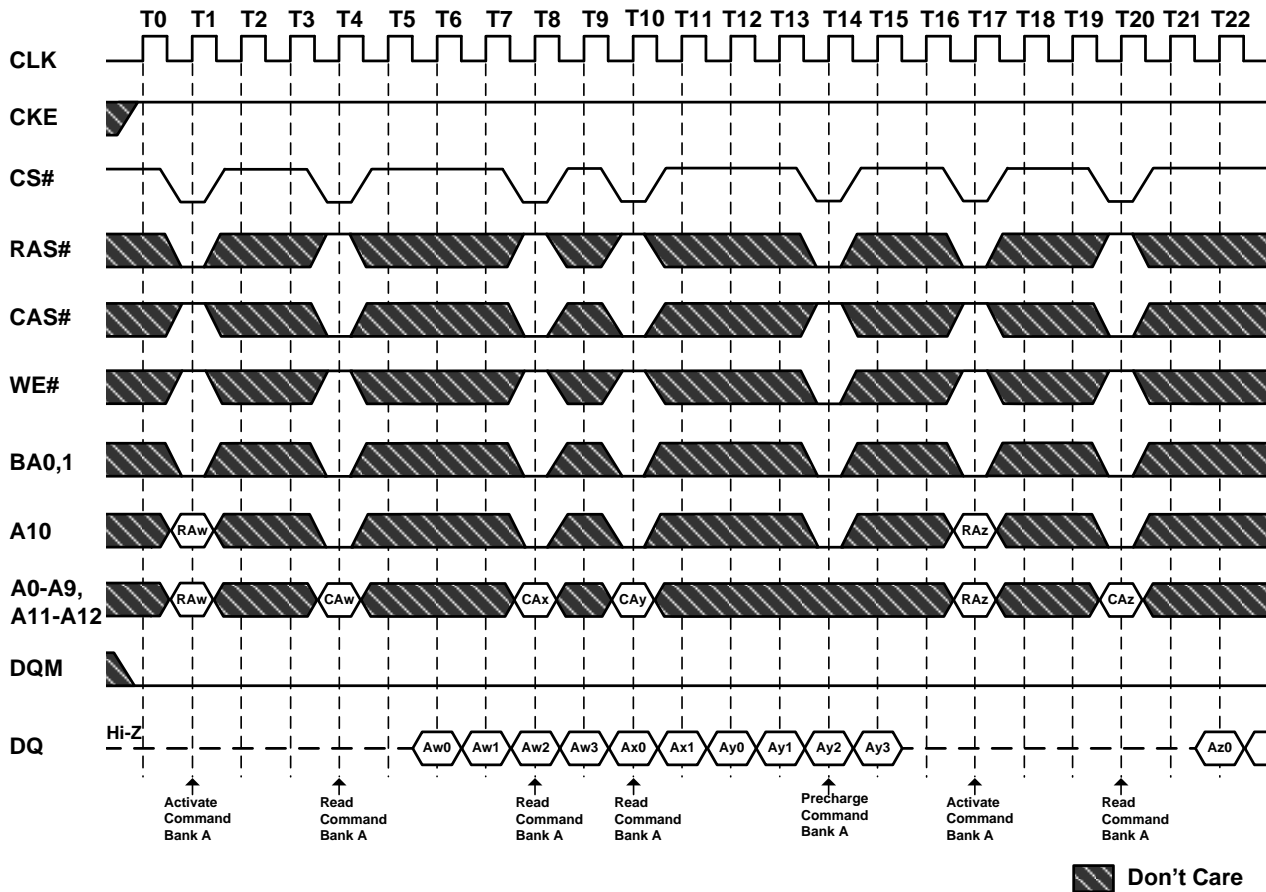 T0 T1 T2 T3 T4 T5 T6 T7 T8 T9 T10 T11 T12 T13 T14 T15 T16 T17 T18 T19 T20 T21 T22
CLK
CKE
CS#
RAS#
CAS#
WE#
BA0,1
A10 RAw RAz
A0-A9,
A11-A12 RAw CAw CAx CAy RAz CAz
DQM
Hi-Z
DQ Aw0 Aw1 Aw2 Aw3 Ax0 Ax1 Ay0 Ay1 Ay2 Ay3 Az0
Activate
Command
Bank A
Read
Command
Bank A
Read
Command
Bank A
Read
Command
Bank A
Precharge
Command
Bank A
Activate
Command
Bank A
Read
Command
Bank A
Don't Care